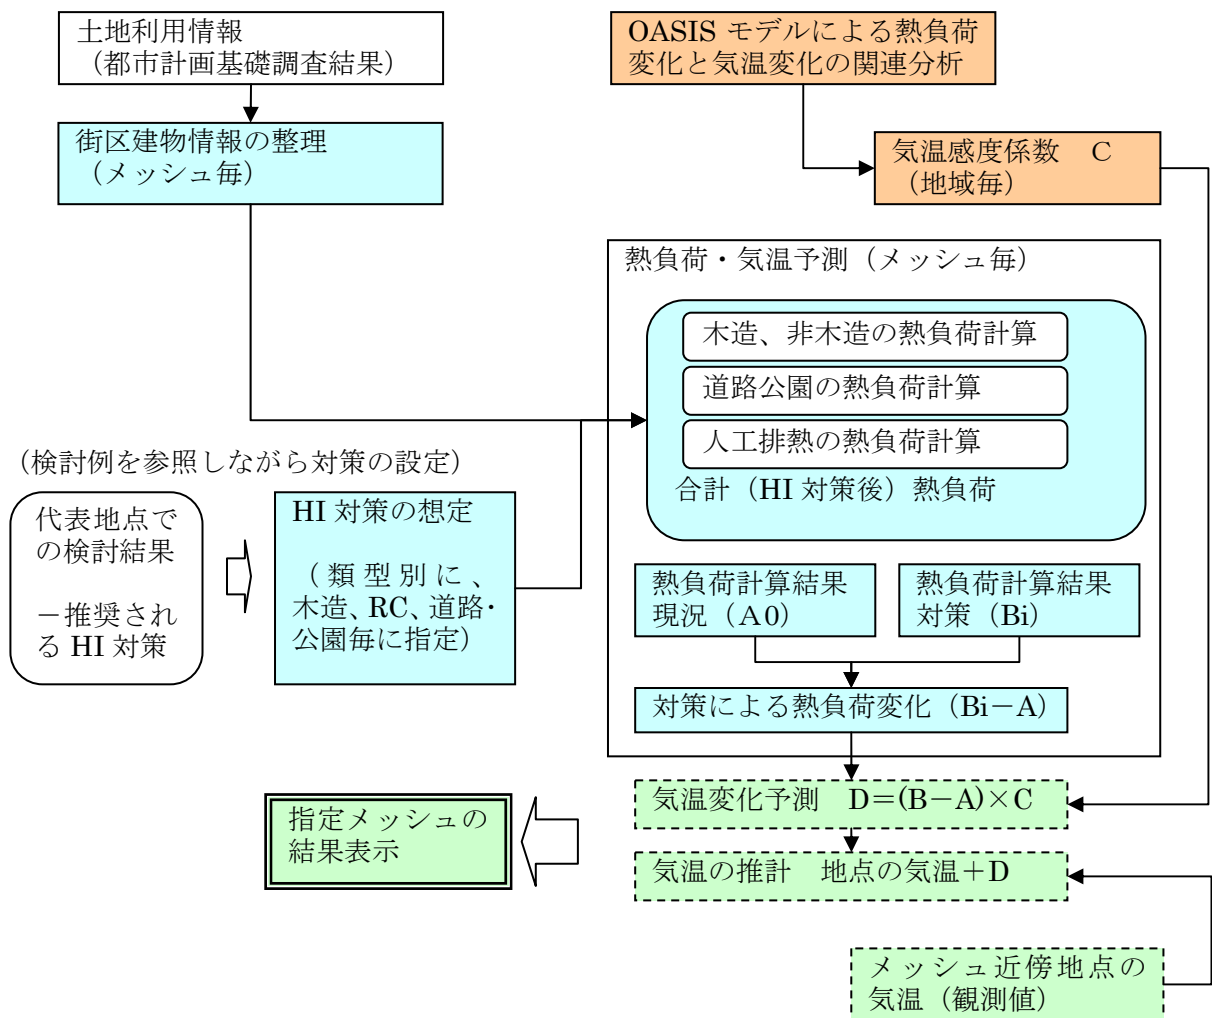 土地利用情報
（都市計画基礎調査結果）
OASIS モデルによる熱負荷
変化と気温変化の関連分析
街区建物情報の整理
（メッシュ毎）
気温感度係数　C
（地域毎）
熱負荷・気温予測（メッシュ毎）
木造、非木造の熱負荷計算
道路公園の熱負荷計算
人工排熱の熱負荷計算
合計（HI 対策後）熱負荷
（検討例を参照しながら対策の設定）
代表地点で
の検討結果
－推奨され
る HI 対策
HI 対策の想定
（類型別に、
木造、RC、道路・
公園毎に指定）
熱負荷計算結果
現況（A0）
熱負荷計算結果
対策（Bi）
対策による熱負荷変化（Bi－A）
気温変化予測　D＝(B－A)×C
指定メッシュの
結果表示
気温の推計　地点の気温＋D
メッシュ近傍地点の
気温（観測値）